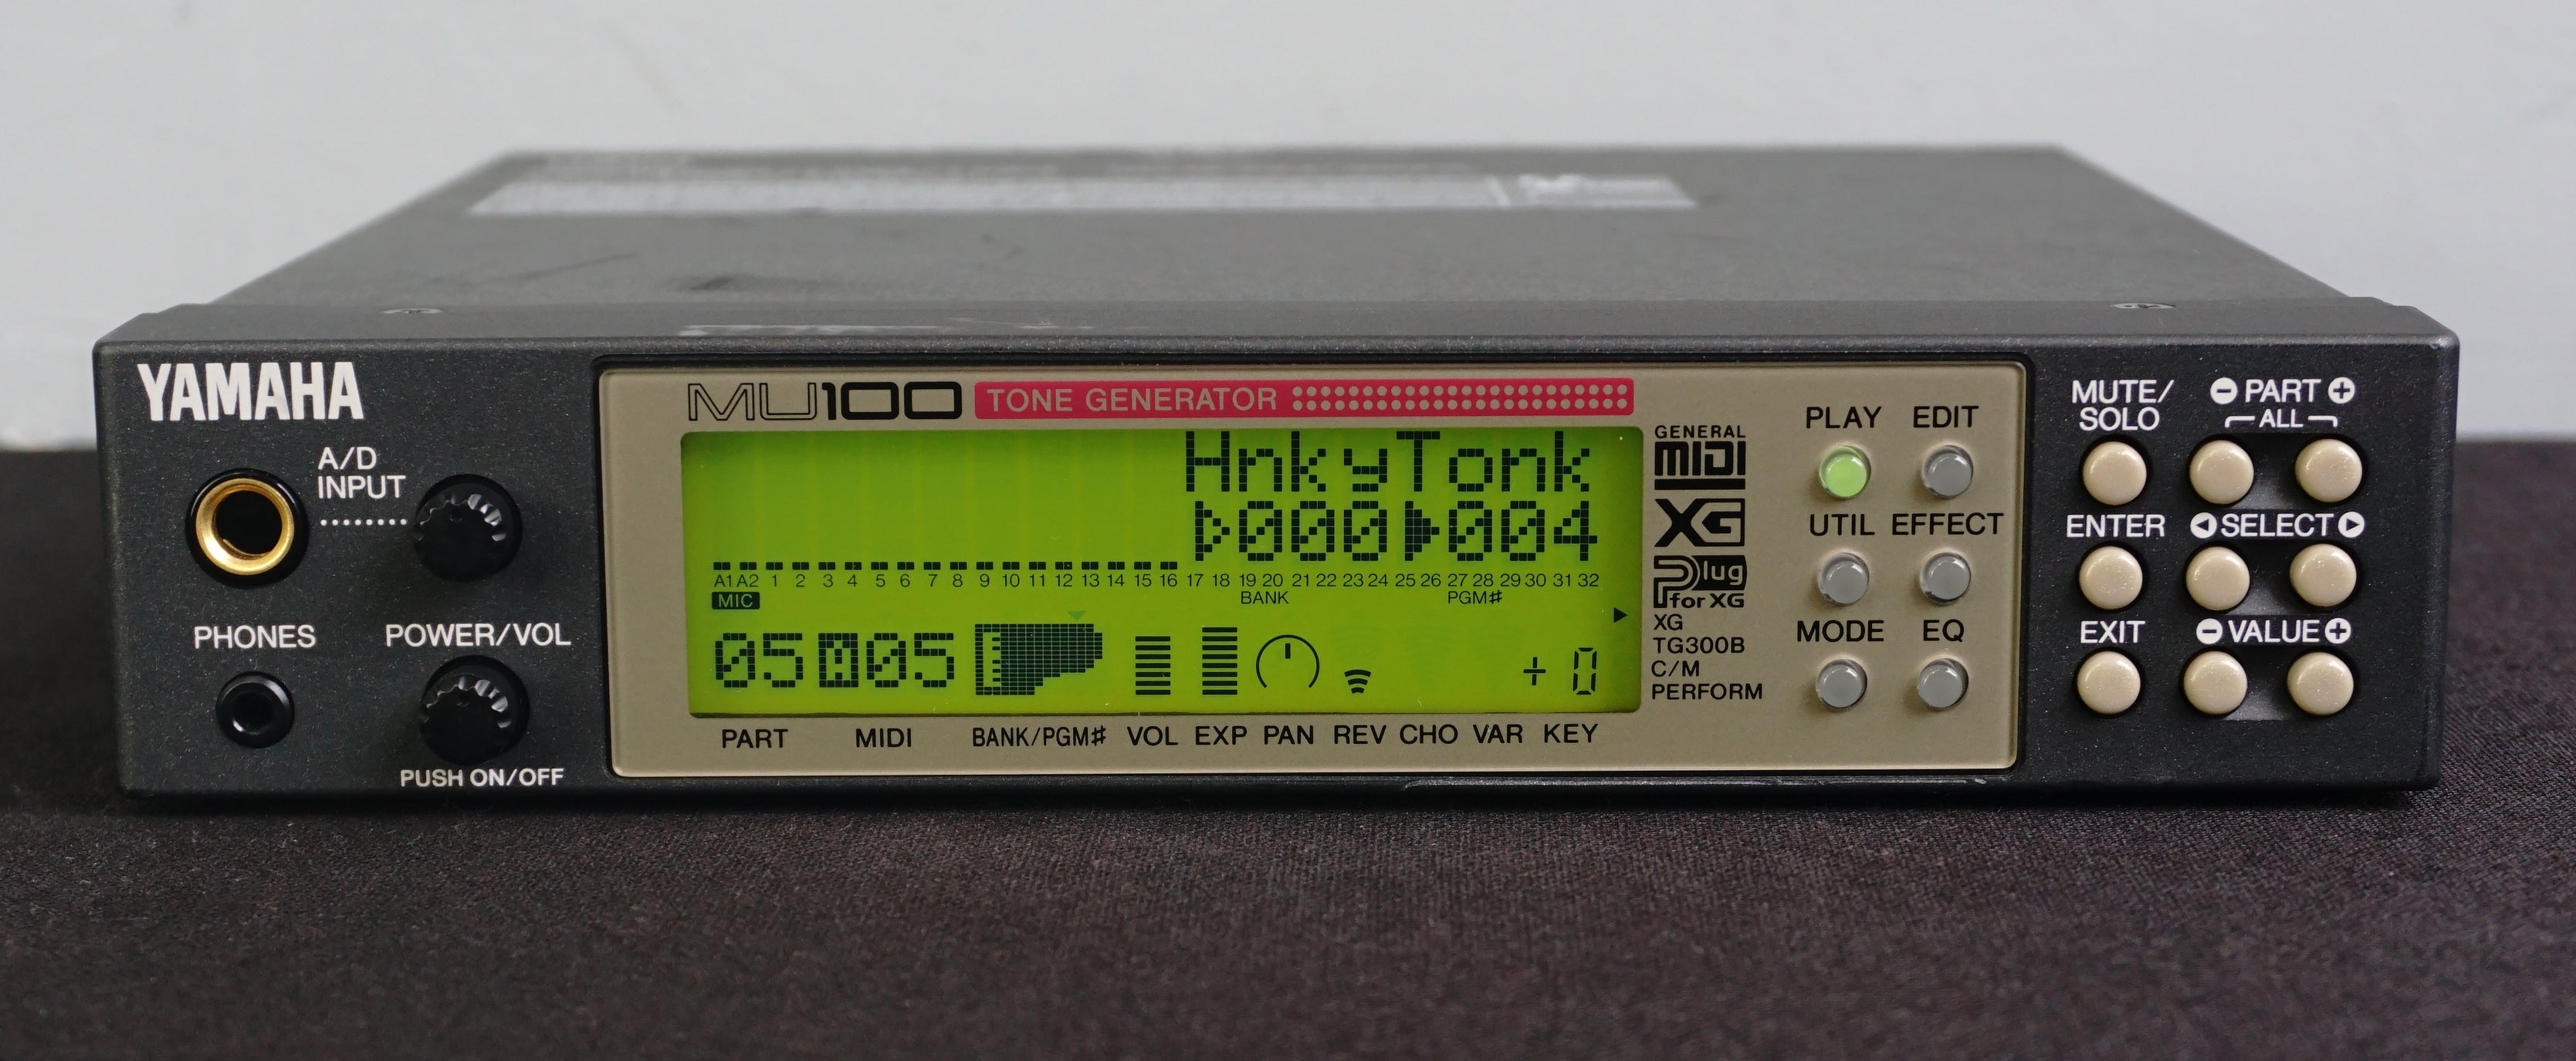 YAMAHA
A/D
INPUT
PHONES
POWER/VOL
PUSH ON/OFF
MU100 TONE GENERATOR
HnkyTonk
000 004
A1 A2 1 2 3 4 5 6 7 8 9 10 11 12 13 14 15 16 17 18 19 20 21 22 23 24 25 26 27 28 29 30 31 32
MIC BANK PGM#
05 A05 + 0
PART MIDI BANK/PGM# VOL EXP PAN REV CHO VAR KEY
GENERAL
MIDI
XG
Plug
for XG
XG
TG300B
C/M
PERFORM
PLAY EDIT
UTIL EFFECT
MODE EQ
MUTE/
SOLO
PART
ALL
ENTER SELECT
EXIT VALUE